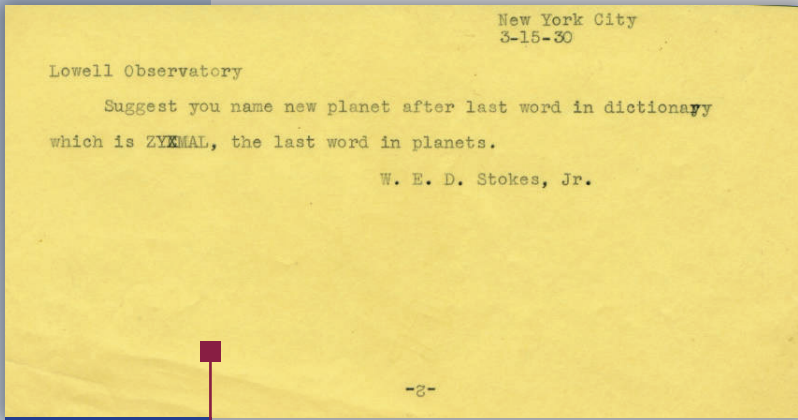 New York City
3-15-30
Lowell Observatory
Suggest you name new planet after last word in dictionary
which is ZYXMAL, the last word in planets.
W. E. D. Stokes, Jr.
-2-